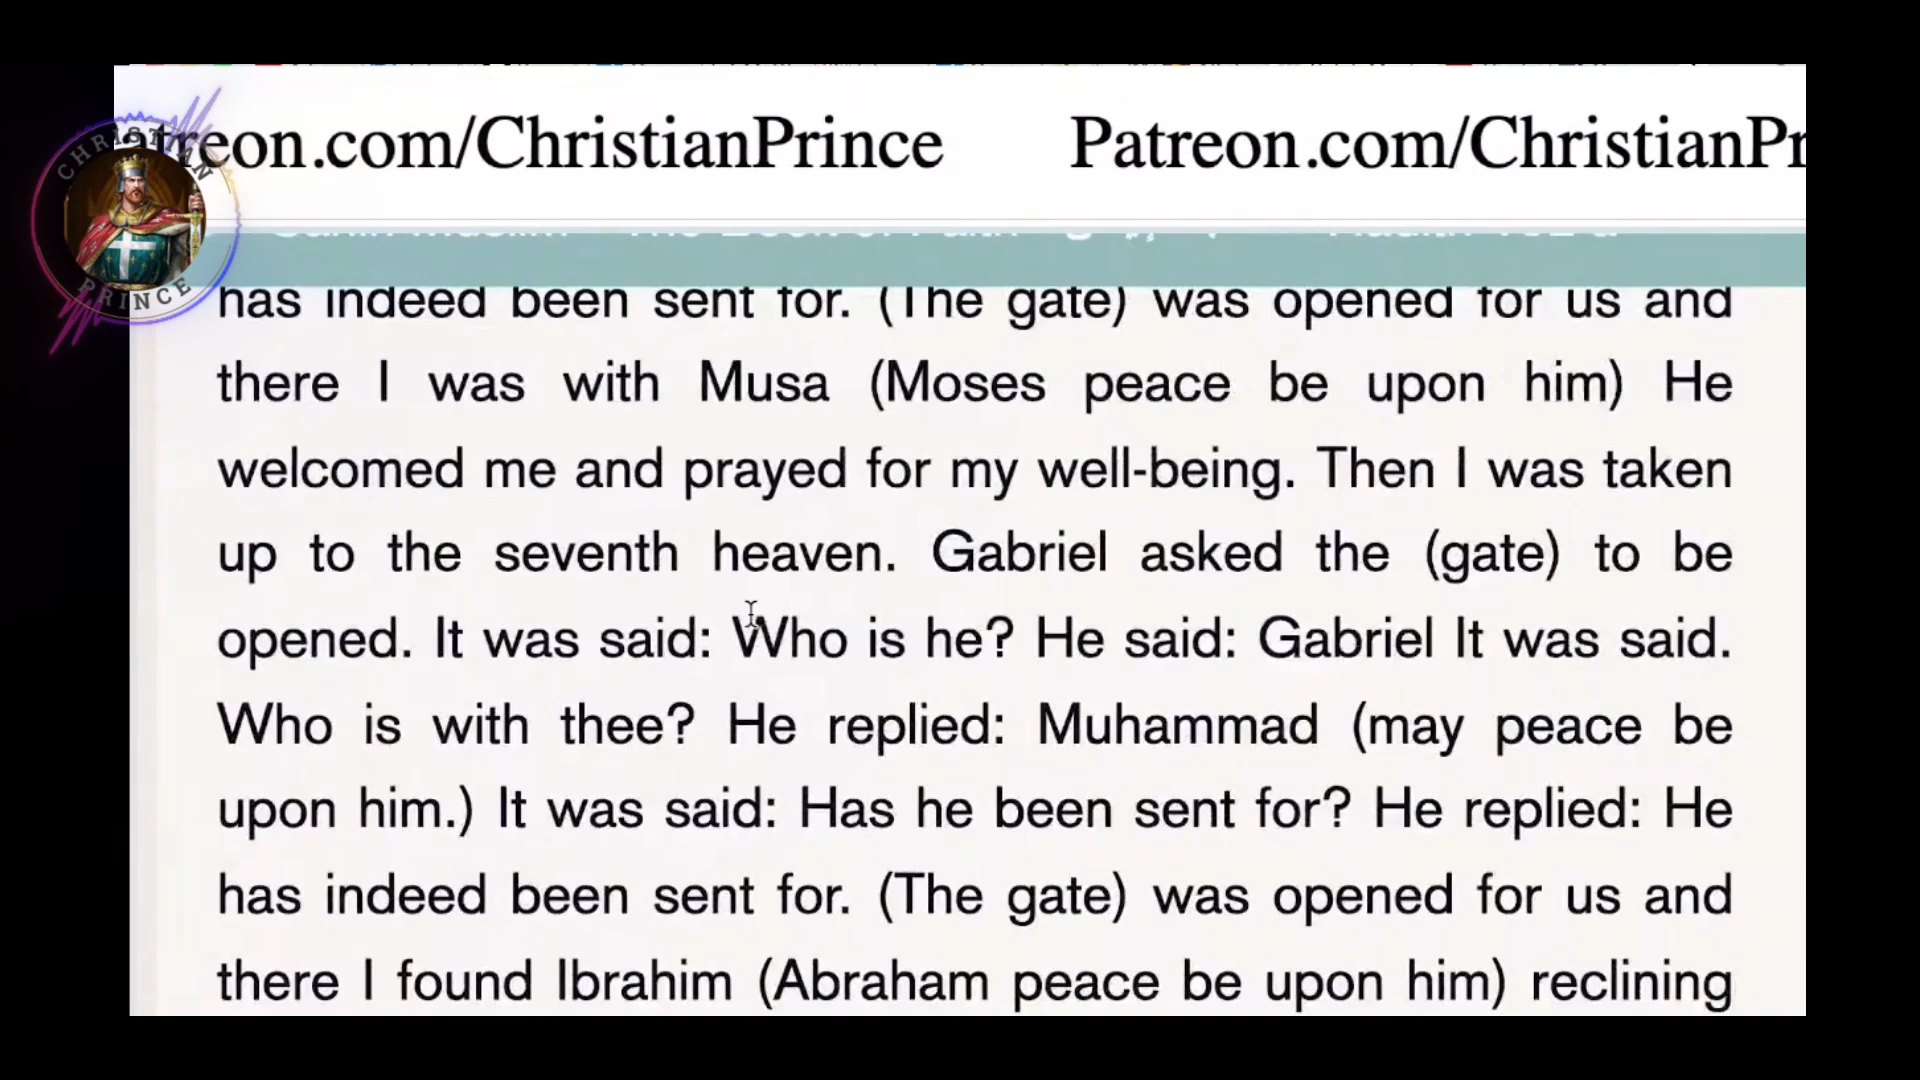 CHRISTIAN
PRINCE
treon.com/ChristianPrince Patreon.com/ChristianPr
has indeed been sent for. (The gate) was opened for us and
there I was with Musa (Moses peace be upon him) He
welcomed me and prayed for my well-being. Then I was taken
up to the seventh heaven. Gabriel asked the (gate) to be
opened. It was said: Who is he? He said: Gabriel It was said.
Who is with thee? He replied: Muhammad (may peace be
upon him.) It was said: Has he been sent for? He replied: He
has indeed been sent for. (The gate) was opened for us and
there I found Ibrahim (Abraham peace be upon him) reclining